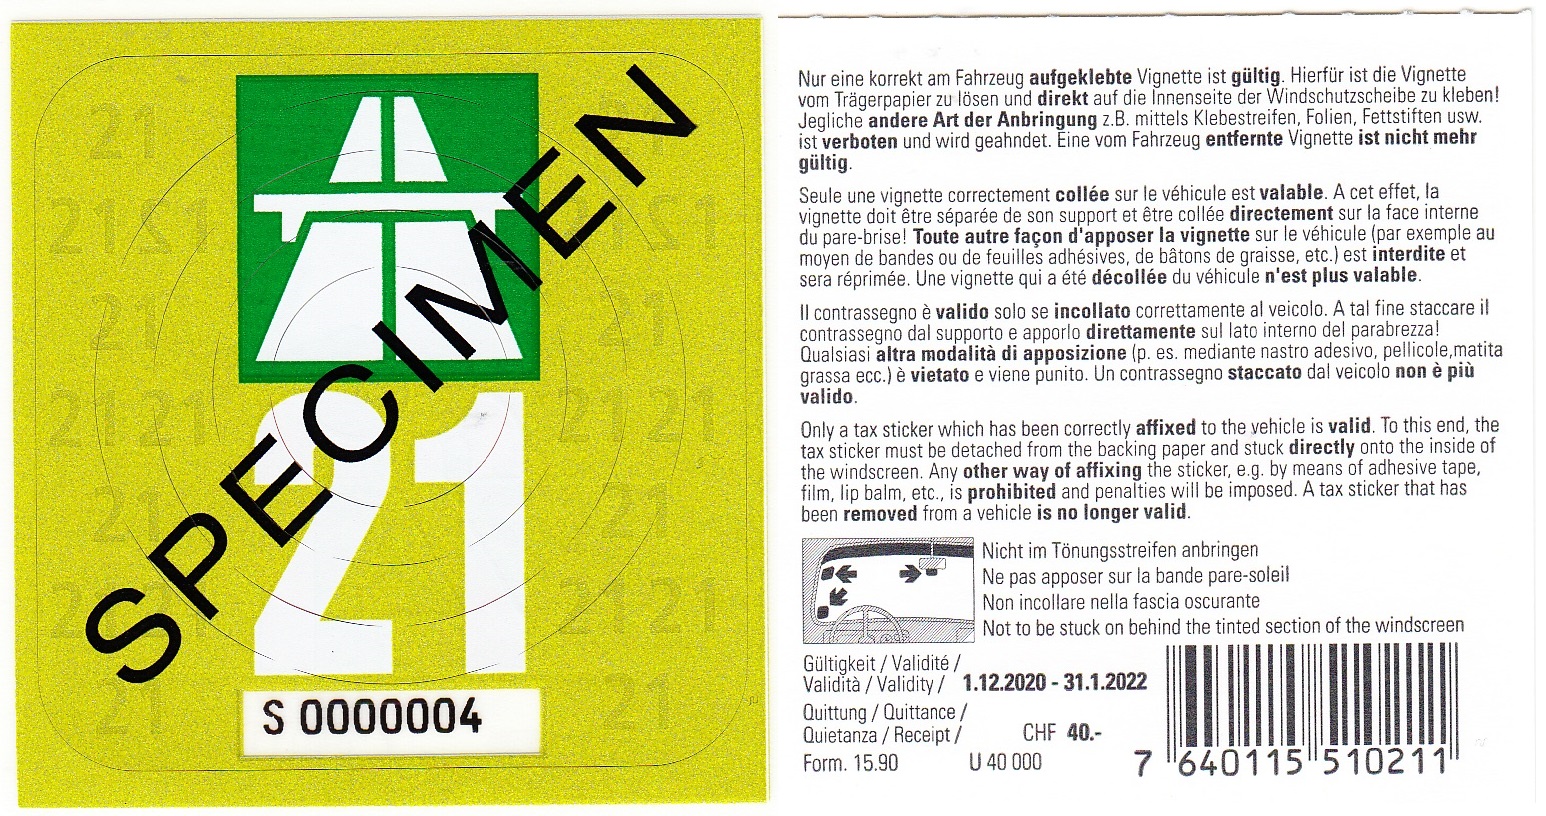 SPECIMEN
21
S 0000004
Nur eine korrekt am Fahrzeug aufgeklebte Vignette ist gültig. Hierfür ist die Vignette
vom Trägerpapier zu lösen und direkt auf die Innenseite der Windschutzscheibe zu kleben!
Jegliche andere Art der Anbringung z.B. mittels Klebestreifen, Folien, Fettstiften usw.
ist verboten und wird geahndet. Eine vom Fahrzeug entfernte Vignette ist nicht mehr
gültig.
Seule une vignette correctement collée sur le véhicule est valable. A cet effet, la
vignette doit être séparée de son support et être collée directement sur la face interne
du pare-brise! Toute autre façon d'apposer la vignette sur le véhicule (par exemple au
moyen de bandes ou de feuilles adhésives, de bâtons de graisse, etc.) est interdite et
sera réprimée. Une vignette qui a été décollée du véhicule n'est plus valable.
Il contrassegno è valido solo se incollato correttamente al veicolo. A tal fine staccare il
contrassegno dal supporto e apporlo direttamente sul lato interno del parabrezza!
Qualsiasi altra modalità di apposizione (p. es. mediante nastro adesivo, pellicole,matita
grassa ecc.) è vietato e viene punito. Un contrassegno staccato dal veicolo non è più
valido.
Only a tax sticker which has been correctly affixed to the vehicle is valid. To this end, the
tax sticker must be detached from the backing paper and stuck directly onto the inside of
the windscreen. Any other way of affixing the sticker, e.g. by means of adhesive tape,
film, lip balm, etc., is prohibited and penalties will be imposed. A tax sticker that has
been removed from a vehicle is no longer valid.
Nicht im Tönungsstreifen anbringen
Ne pas apposer sur la bande pare-soleil
Non incollare nella fascia oscurante
Not to be stuck on behind the tinted section of the windscreen
Gültigkeit / Validité /
Validità / Validity / 1.12.2020 - 31.1.2022
Quittung / Quittance /
Quietanza / Receipt / CHF 40.-
Form. 15.90 U 40 000
7 640115 510211